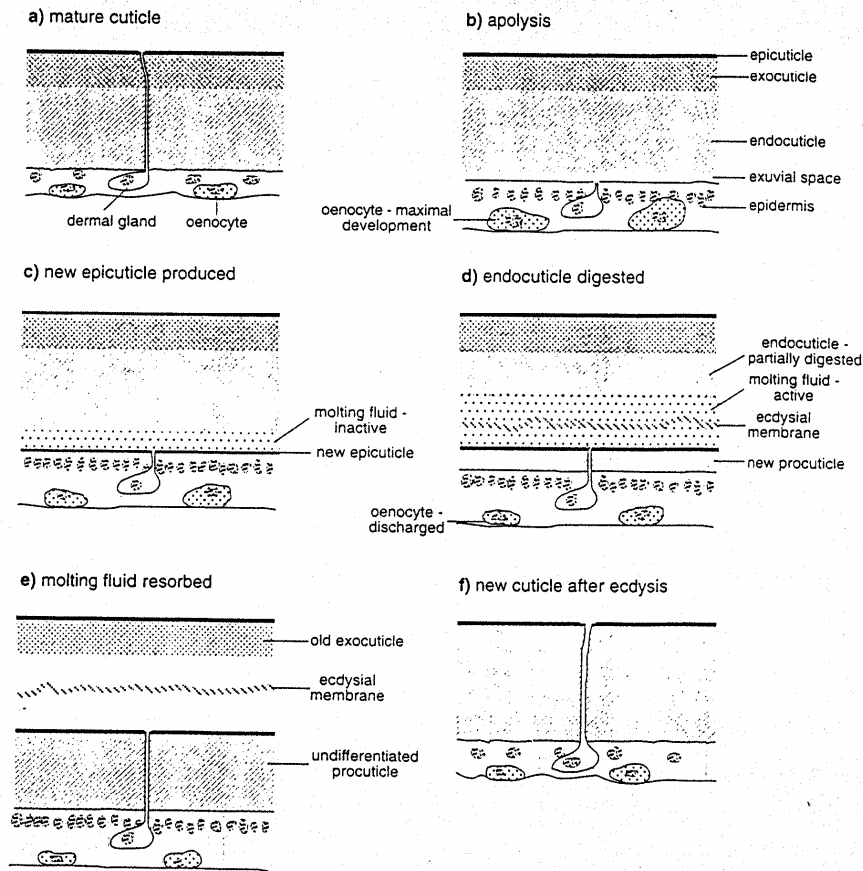 a) mature cuticle
dermal gland
oenocyte
b) apolysis
epicuticle
exocuticle
endocuticle
exuvial space
epidermis
oenocyte - maximal
development
c) new epicuticle produced
molting fluid -
inactive
new epicuticle
d) endocuticle digested
endocuticle -
partially digested
molting fluid -
active
ecdysial
membrane
new procuticle
oenocyte -
discharged
e) molting fluid resorbed
old exocuticle
ecdysial
membrane
undifferentiated
procuticle
f) new cuticle after ecdysis